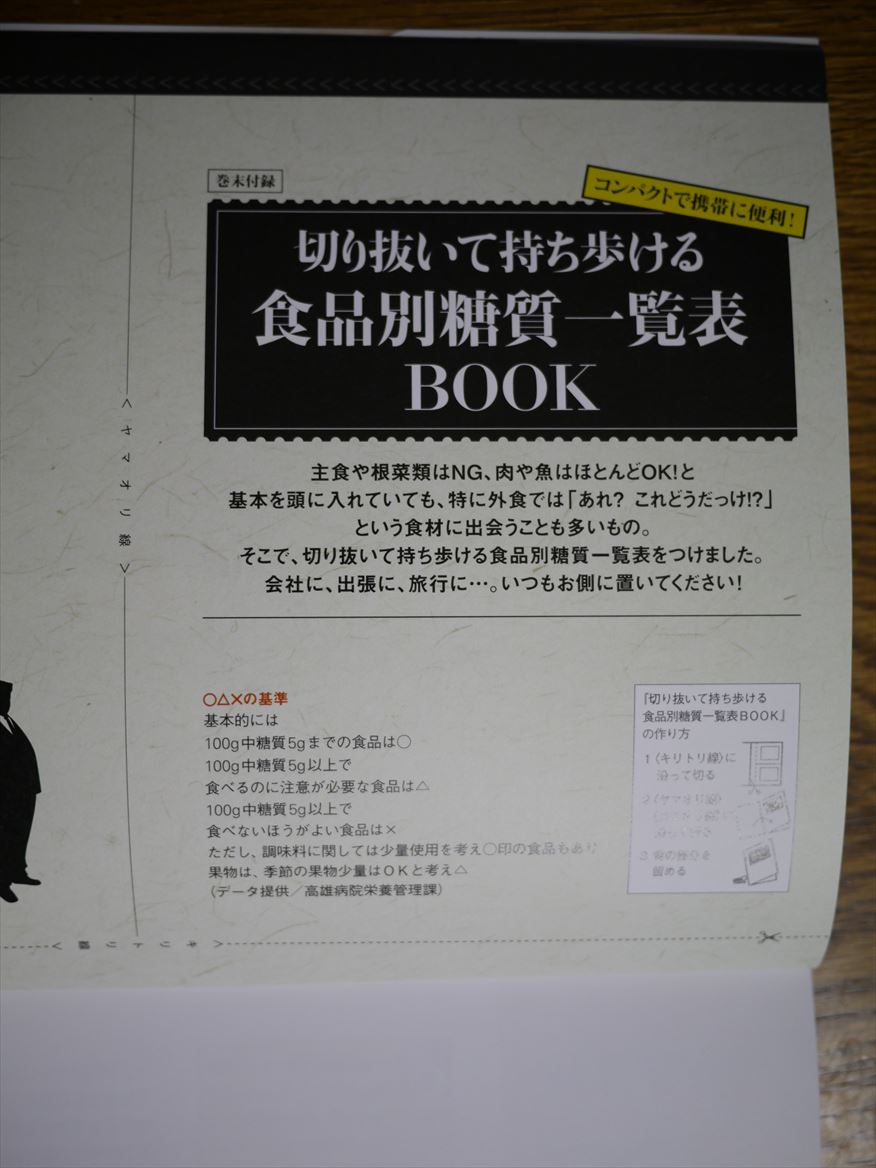 巻末付録
コンパクトで携帯に便利！
切り抜いて持ち歩ける
食品別糖質一覧表
BOOK
主食や根菜類はNG、肉や魚はほとんどOK！と
基本を頭に入れていても、特に外食では「あれ？ これどうだっけ!?」
という食材に出会うことも多いもの。
そこで、切り抜いて持ち歩ける食品別糖質一覧表をつけました。
会社に、出張に、旅行に…。いつもお側に置いてください！
〇△×の基準
基本的には
100g中糖質5gまでの食品は〇
100g中糖質5g以上で
食べるのに注意が必要な食品は△
100g中糖質5g以上で
食べないほうがよい食品は×
ただし、調味料に関しては少量使用を考え〇印の食品もあり
果物は、季節の果物少量はOKと考え△
（データ提供／高雄病院栄養管理課）
『切り抜いて持ち歩ける
食品別糖質一覧表BOOK』
の作り方
1〈キリトリ線〉に
沿って切る
2〈ヤマオリ線〉
留める
＜ヤマオリ線＞
＜キリトリ線＞